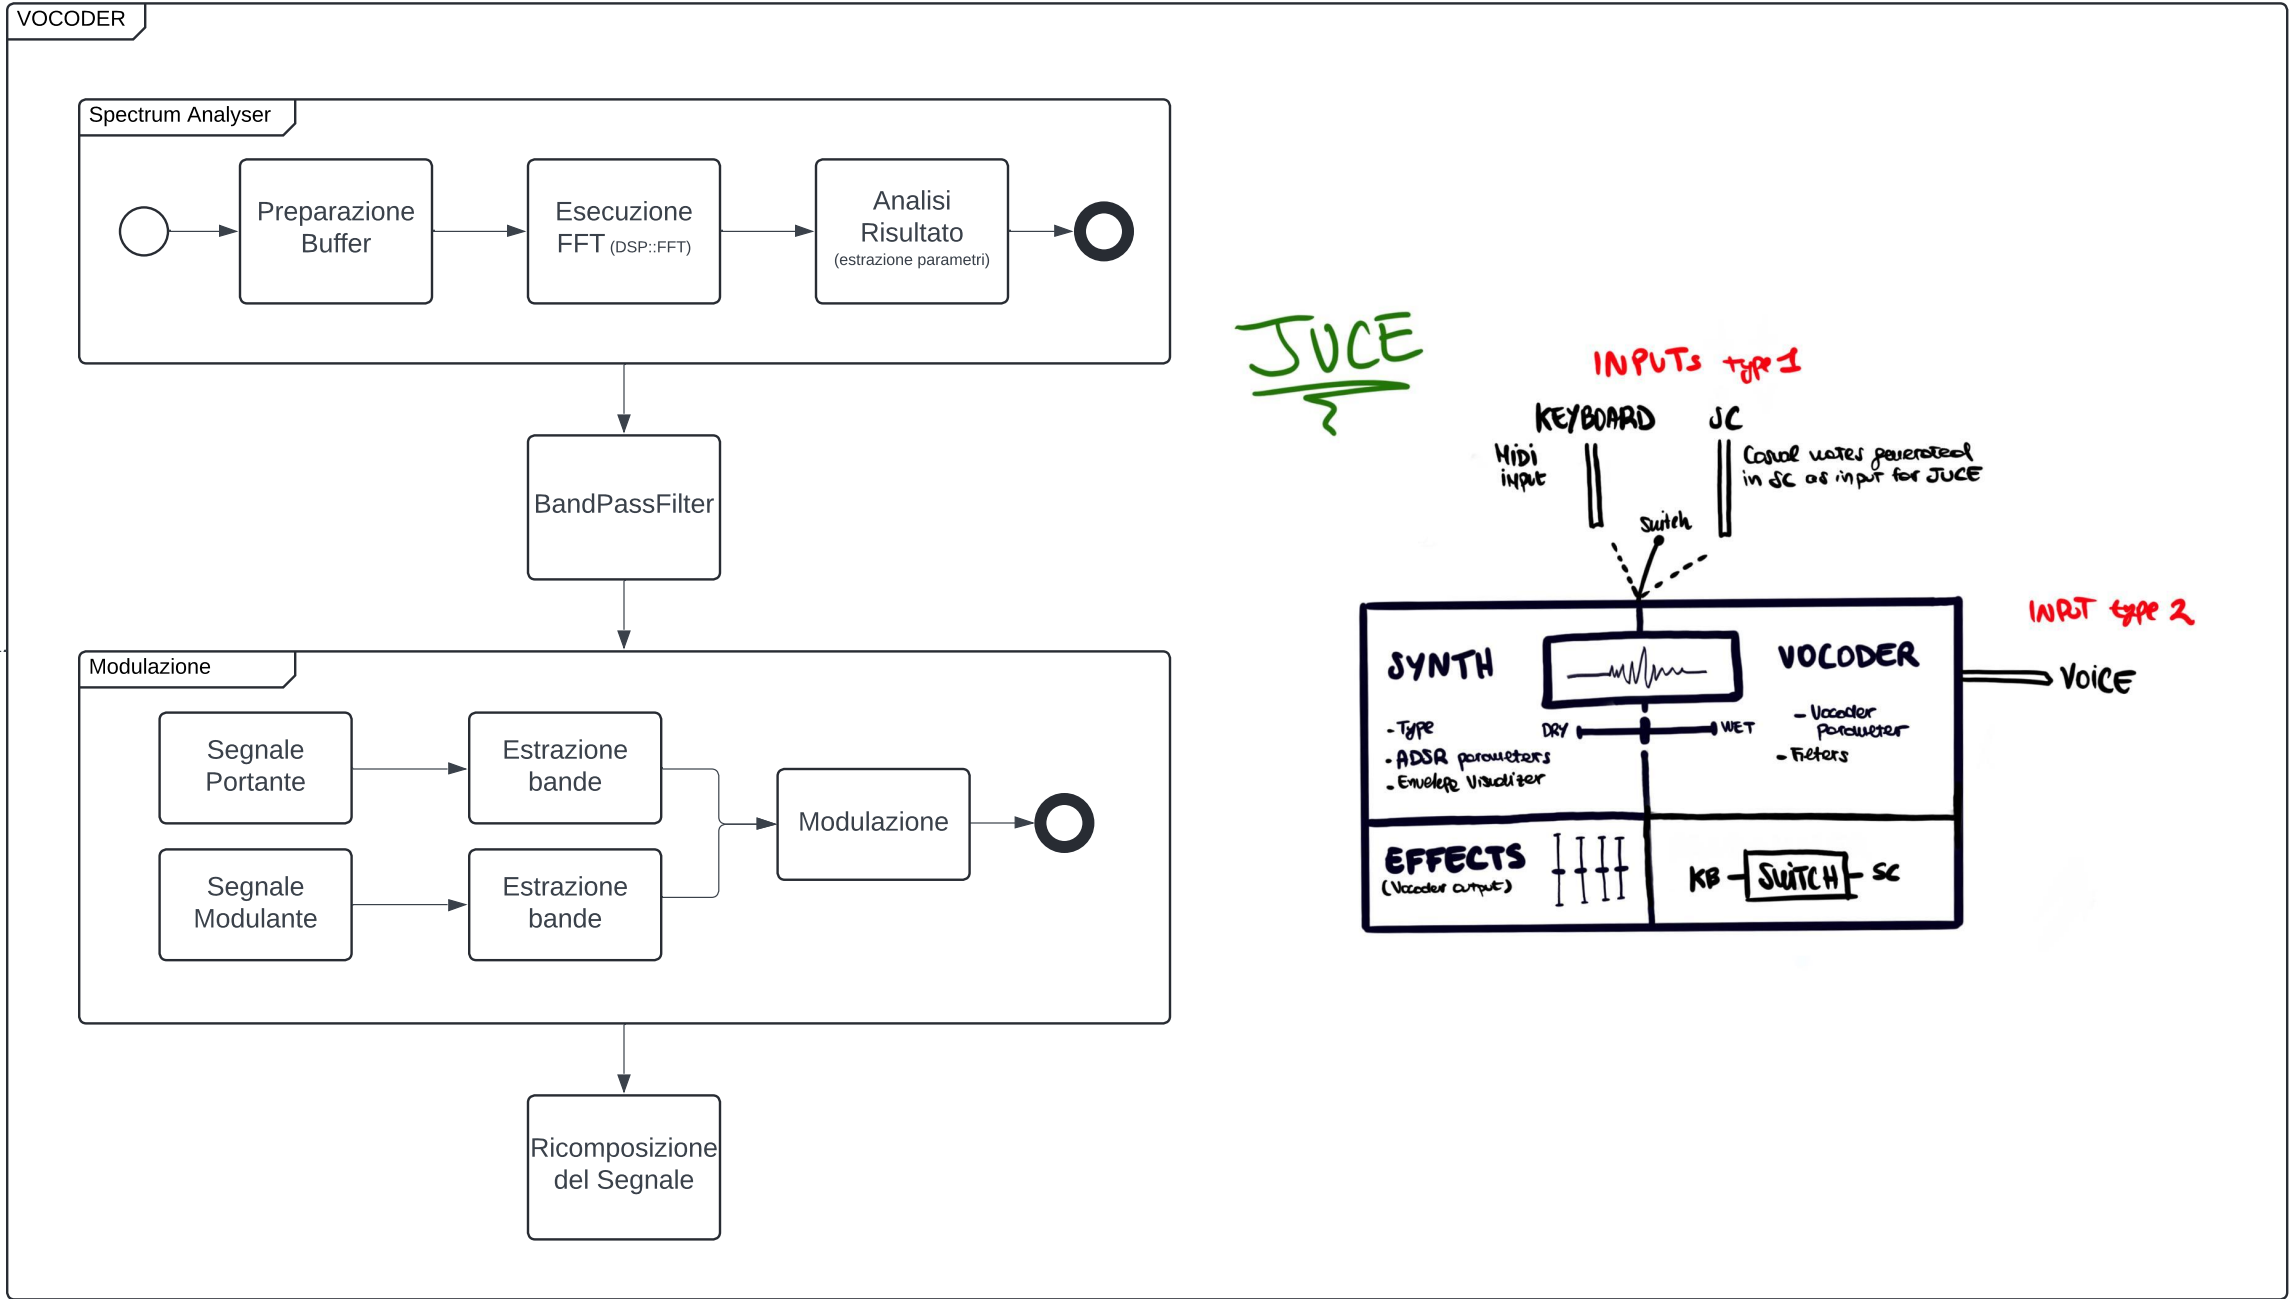 VOCODER
Spectrum Analyser
Preparazione
Buffer
Esecuzione
FFT (DSP::FFT)
Analisi
Risultato
(estrazione parametri)
BandPassFilter
Modulazione
Segnale
Portante
Estrazione
bande
Segnale
Modulante
Estrazione
bande
Modulazione
Ricomposizione
del Segnale
JUCE
INPUTs type 1
KEYBOARD
SC
MiDi
iNPut
Casual notes generated
in SC as input for JUCE
Switch
INPUT type 2
SYNTH
VOCODER
VOiCE
- Type
- ADSR parameters
- Envelope Visualizer
DRY
WET
- Vocoder
parameter
- Filters
EFFECTS
(Vocoder output)
KB
SWiTCH
SC